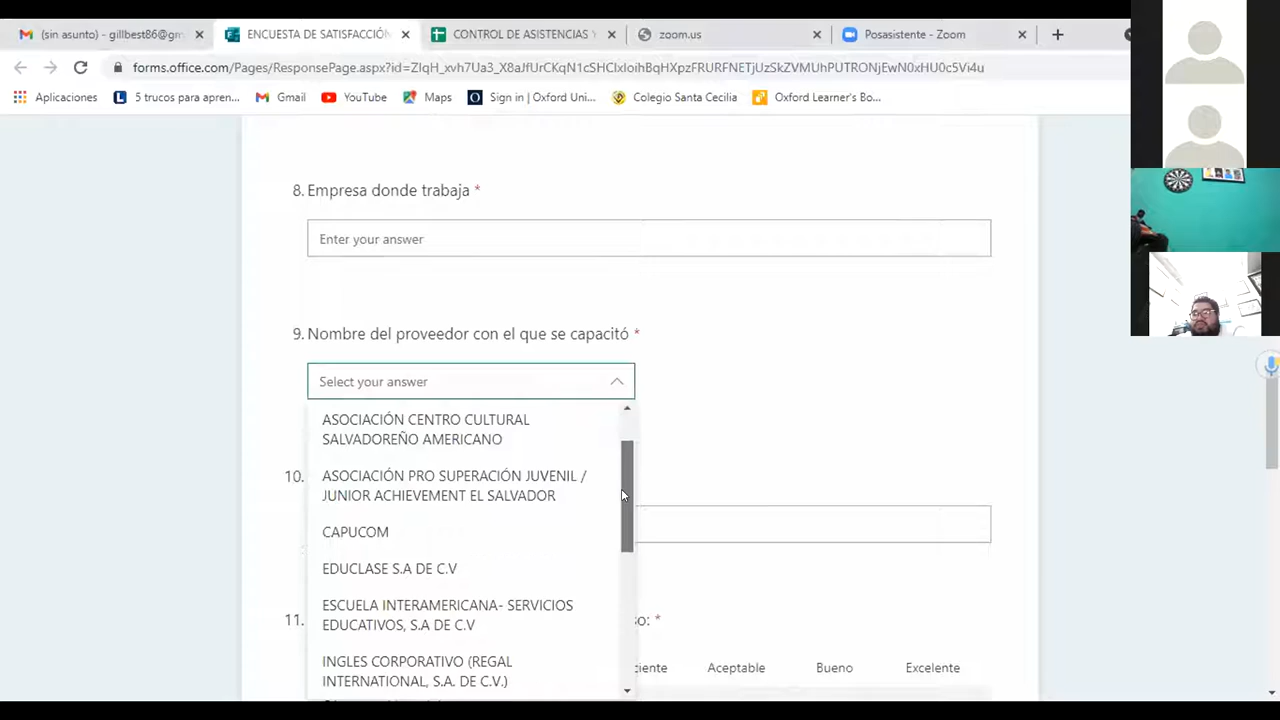 (sin asunto) - gillbest86@gm
ENCUESTA DE SATISFACCIÓN
CONTROL DE ASISTENCIAS Y
zoom.us
Posasistente - Zoom
forms.office.com/Pages/ResponsePage.aspx?id=ZIqH_xvh7Ua3_X8aJfUrCKqN1cSHCIxIoihBqHXpzFRURFNETjUzSkZVMUhPUTRONjEwN0xHU0c5Vi4u
Aplicaciones
5 trucos para apren...
Gmail
YouTube
Maps
Sign in | Oxford Uni...
Colegio Santa Cecilia
Oxford Learner's Bo...
8. Empresa donde trabaja *
Enter your answer
9. Nombre del proveedor con el que se capacitó *
Select your answer
ASOCIACIÓN CENTRO CULTURAL
SALVADOREÑO AMERICANO
10.
ASOCIACIÓN PRO SUPERACIÓN JUVENIL /
JUNIOR ACHIEVEMENT EL SALVADOR
CAPUCOM
EDUCLASE S.A DE C.V
ESCUELA INTERAMERICANA- SERVICIOS
EDUCATIVOS, S.A DE C.V
11.
so: *
INGLES CORPORATIVO (REGAL
INTERNATIONAL, S.A. DE C.V.)
ciente
Aceptable
Bueno
Excelente